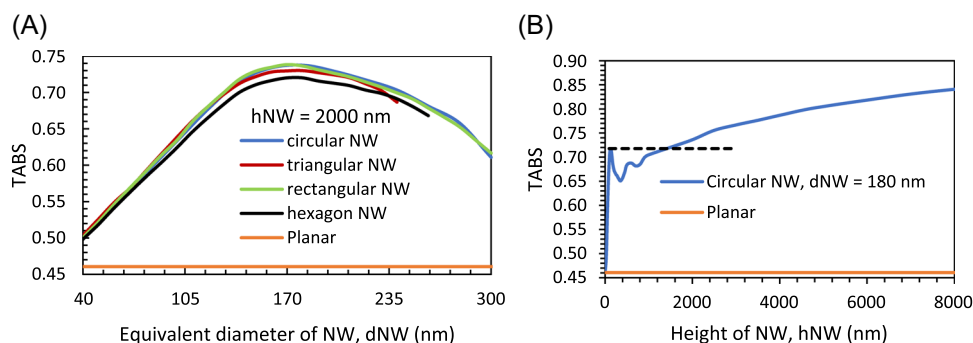 (A)
0.75
0.70
0.65
0.60
0.55
0.50
0.45
TABS
hNW = 2000 nm
circular NW
triangular NW
rectangular NW
hexagon NW
Planar
40 105 170 235 300
Equivalent diameter of NW, dNW (nm)
(B)
0.90
0.85
0.80
0.75
0.70
0.65
0.60
0.55
0.50
0.45
TABS
Circular NW, dNW = 180 nm
Planar
0 2000 4000 6000 8000
Height of NW, hNW (nm)